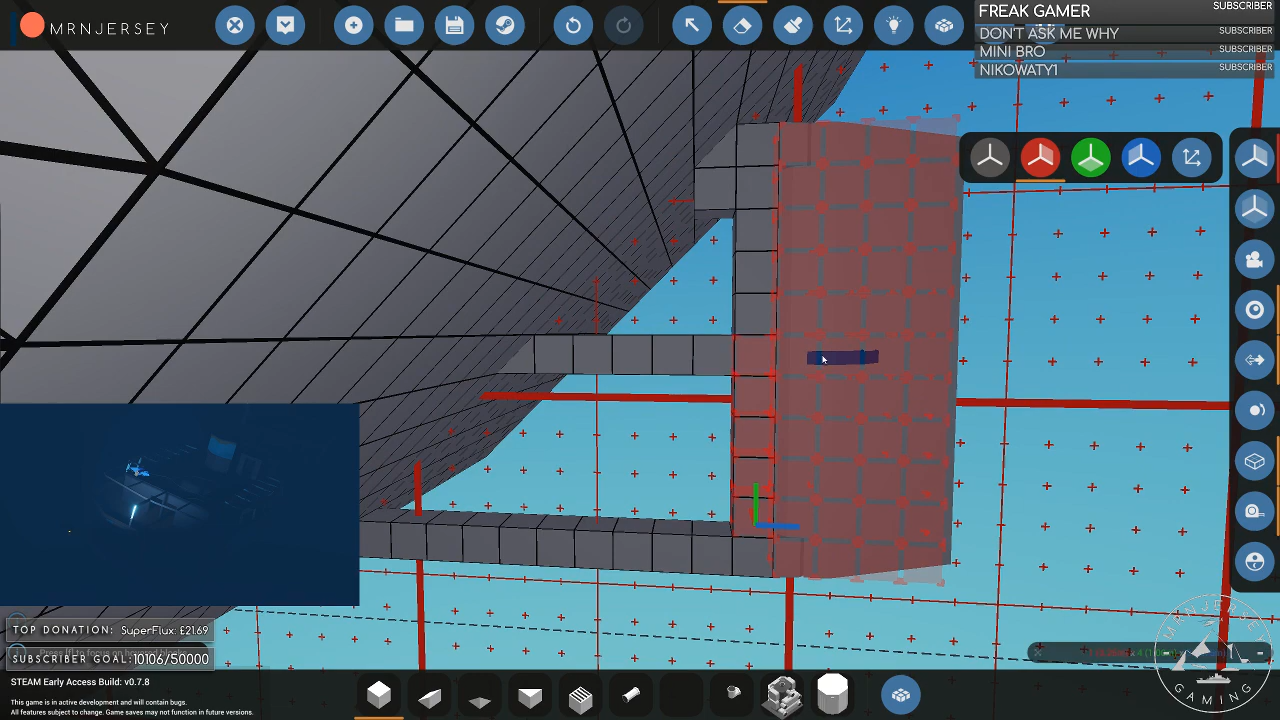 MRNJERSEY
FREAK GAMER SUBSCRIBER
DON'T ASK ME WHY SUBSCRIBER
MINI BRO SUBSCRIBER
NIKOWATY1 SUBSCRIBER
TOP DONATION: SuperFlux: £21.69
SUBSCRIBER GOAL: 10106/50000
STEAM Early Access Build: v0.7.8
This game is in active development and will contain bugs.
All features subject to change. Game saves may not function in future versions.
MRNJERSEY
GAMING